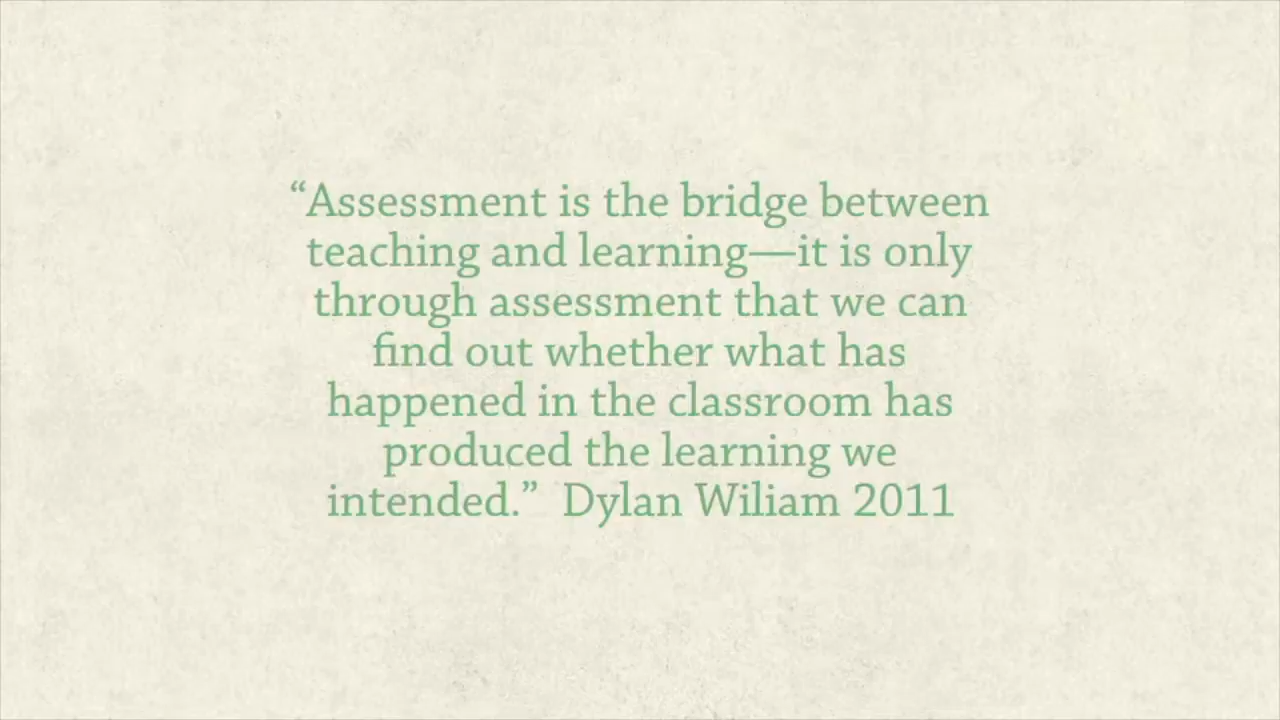 “Assessment is the bridge between
teaching and learning—it is only
through assessment that we can
find out whether what has
happened in the classroom has
produced the learning we
intended.”  Dylan Wiliam 2011